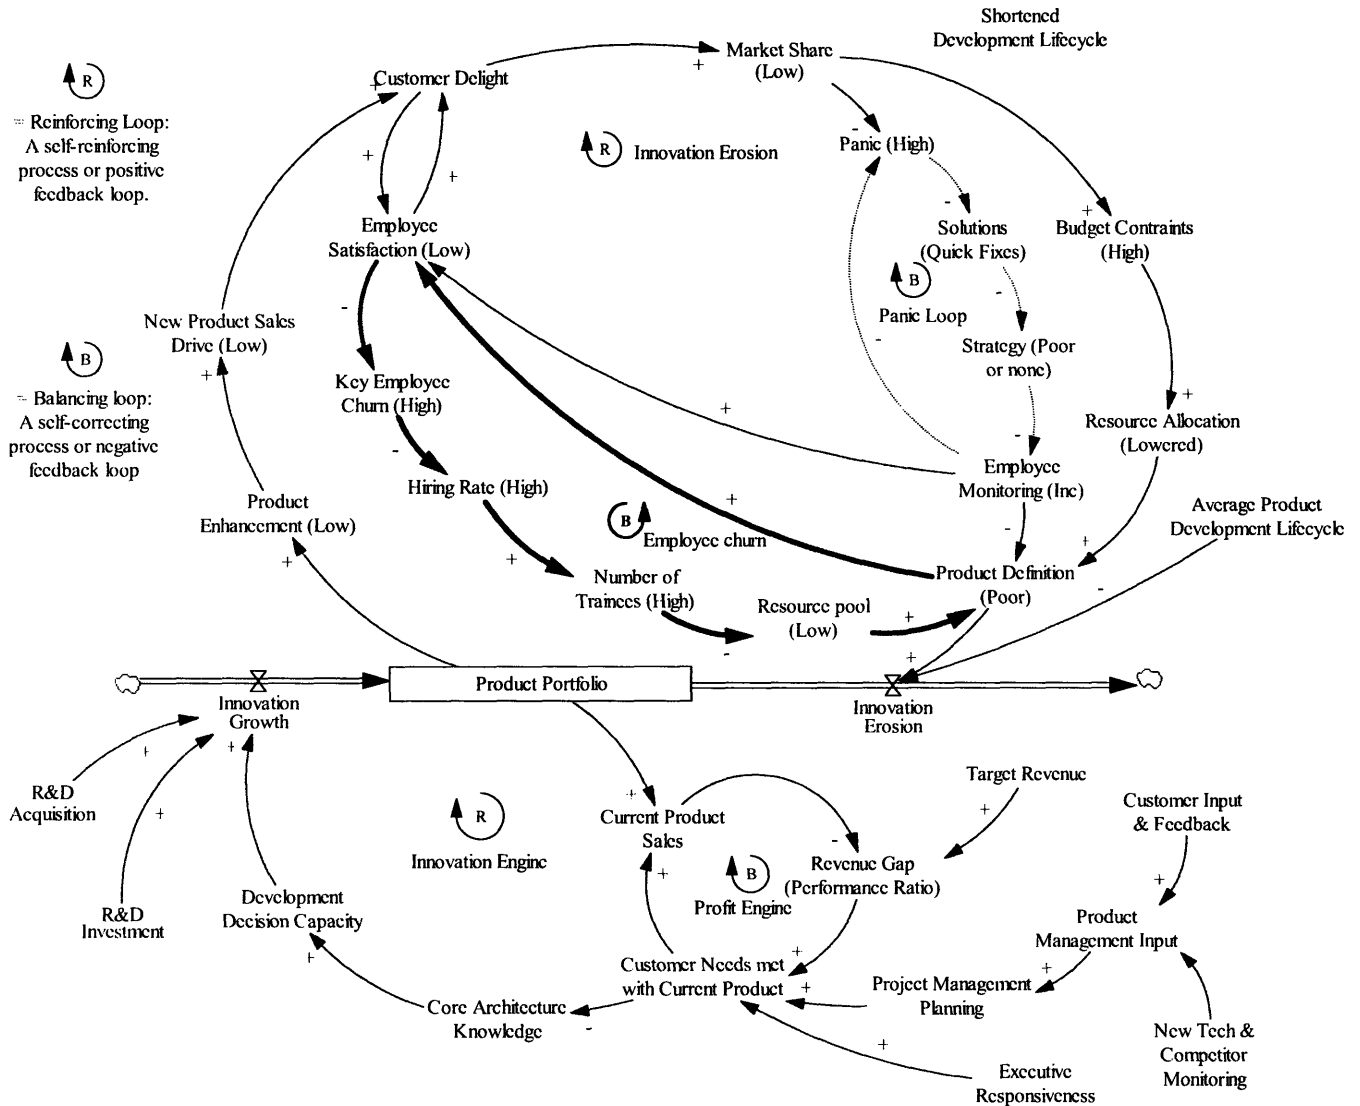 Shortened
Development Lifecycle
Market Share
(Low)
+
Customer Delight
+
R
= Reinforcing Loop:
A self-reinforcing
process or positive
feedback loop.
R
Innovation Erosion
-
Panic (High)
+
+
-
+
Employee
Satisfaction (Low)
Solutions
(Quick Fixes)
Budget Contraints
(High)
B
Panic Loop
-
-
-
New Product Sales
Drive (Low)
+
B
= Balancing loop:
A self-correcting
process or negative
feedback loop
Strategy (Poor
or none)
Key Employee
Churn (High)
+
+
Resource Allocation
(Lowered)
-
-
Employee
Monitoring (Inc)
Hiring Rate (High)
Product
Enhancement (Low)
+
Average Product
Development Lifecycle
B
Employee churn
-
+
+
+
Product Definition
(Poor)
-
Number of
Trainees (High)
Resource pool
(Low)
+
-
+
Product Portfolio
Innovation
Growth
Innovation
Erosion
+
+
+
R&D
Acquisition
R
Innovation Engine
+
Current Product
Sales
Target Revenue
+
-
Revenue Gap
(Performance Ratio)
Customer Input
& Feedback
+
B
Profit Engine
+
R&D
Investment
Development
Decision Capacity
+
Product
Management Input
+
+
Customer Needs met
with Current Product
+
Project Management
Planning
Core Architecture
Knowledge
-
+
New Tech &
Competitor
Monitoring
Executive
Responsiveness